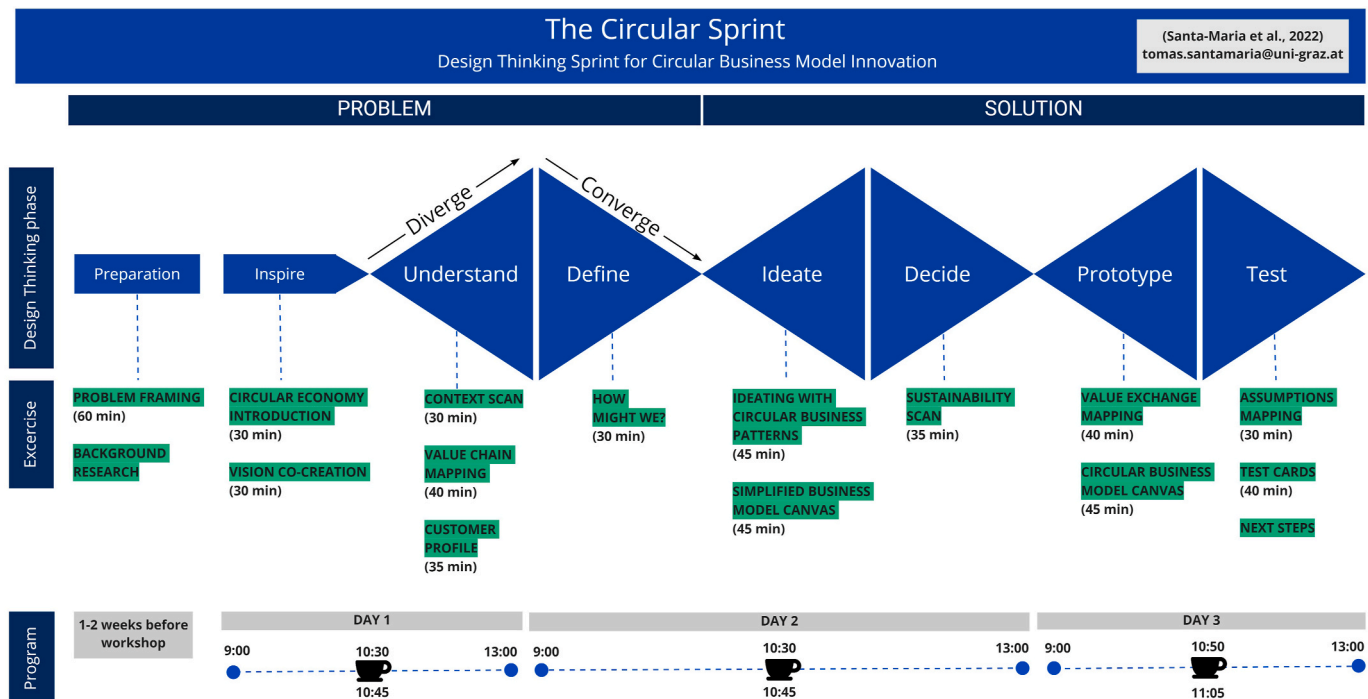 The Circular Sprint
Design Thinking Sprint for Circular Business Model Innovation
(Santa-Maria et al., 2022)
tomas.santamaria@uni-graz.at
PROBLEM
SOLUTION
Design Thinking phase
Diverge
Converge
Preparation
Inspire
Understand
Define
Ideate
Decide
Prototype
Test
Excercise
PROBLEM FRAMING
(60 min)
BACKGROUND
RESEARCH
CIRCULAR ECONOMY
INTRODUCTION
(30 min)
VISION CO-CREATION
(30 min)
CONTEXT SCAN
(30 min)
VALUE CHAIN
MAPPING
(40 min)
CUSTOMER
PROFILE
(35 min)
HOW
MIGHT WE?
(30 min)
IDEATING WITH
CIRCULAR BUSINESS
PATTERNS
(45 min)
SIMPLIFIED BUSINESS
MODEL CANVAS
(45 min)
SUSTAINABILITY
SCAN
(35 min)
VALUE EXCHANGE
MAPPING
(40 min)
CIRCULAR BUSINESS
MODEL CANVAS
(45 min)
ASSUMPTIONS
MAPPING
(30 min)
TEST CARDS
(40 min)
NEXT STEPS
Program
1-2 weeks before
workshop
DAY 1
9:00
10:30
13:00
10:45
DAY 2
9:00
10:30
13:00
10:45
DAY 3
9:00
10:50
13:00
11:05